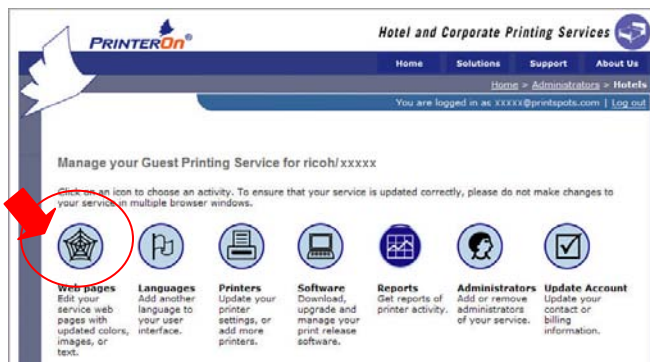 PRINTERON®
Hotel and Corporate Printing Services
Home Solutions Support About Us
Home > Administrators > Hotels
You are logged in as xxxxx@printspots.com | Log out
Manage your Guest Printing Service for ricoh/xxxxx
Click on an icon to choose an activity. To ensure that your service is updated correctly, please do not make changes to
your service in multiple browser windows.
Web pages
Edit your
service web
pages with
updated colors,
images, or
text.
Languages
Add another
language to
your user
interface.
Printers
Update your
printer
settings, or
add more
printers.
Software
Download,
upgrade and
manage your
print release
software.
Reports
Get reports of
printer activity.
Administrators
Add or remove
administrators
of your service.
Update Account
Update your
contact or
billing
information.